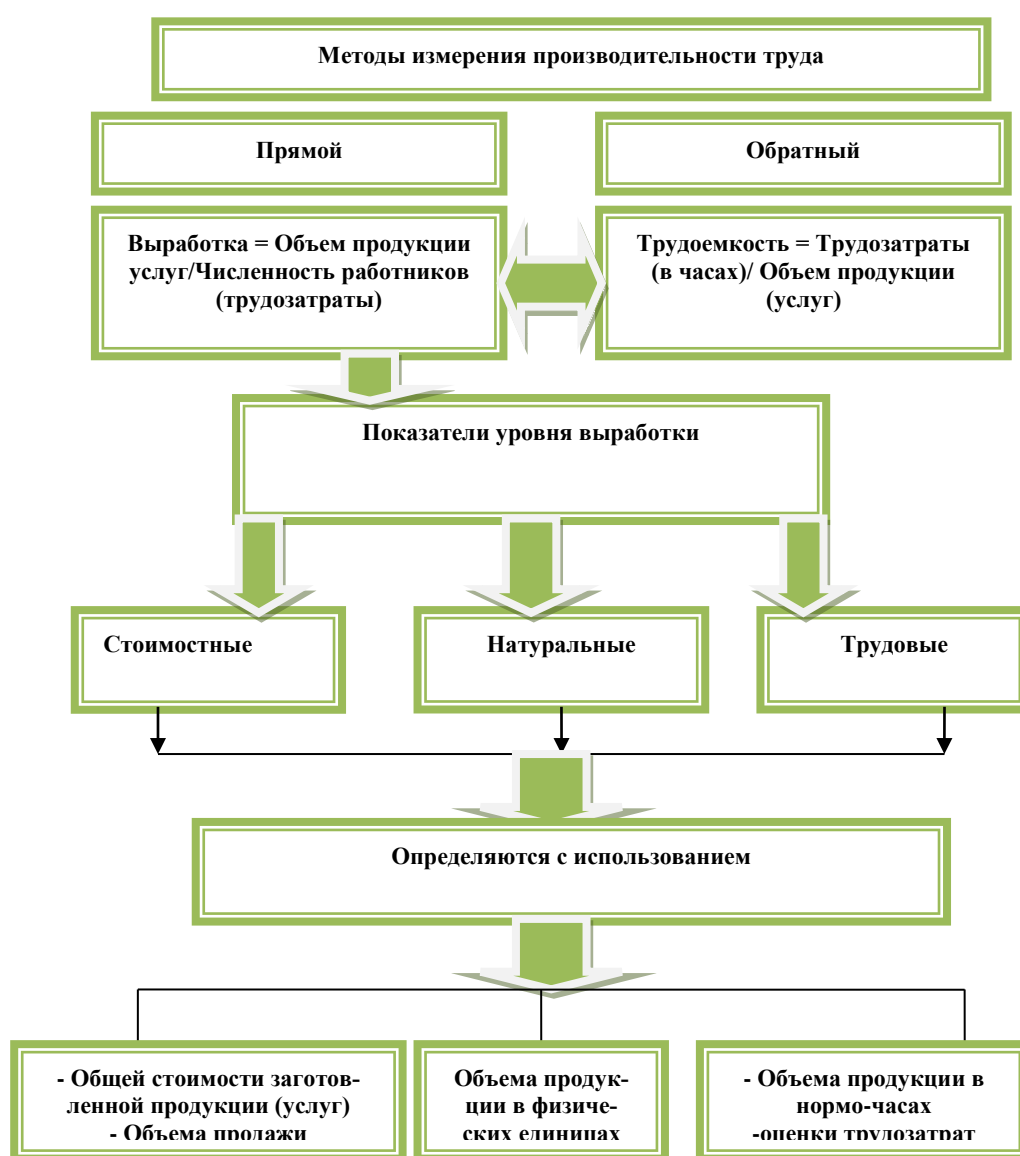 Методы измерения производительности труда
Прямой
Обратный
Выработка = Объем продукции
услуг/Численность работников
(трудозатраты)
Трудоемкость = Трудозатраты
(в часах)/ Объем продукции
(услуг)
Показатели уровня выработки
Стоимостные
Натуральные
Трудовые
Определяются с использованием
- Общей стоимости заготов-
ленной продукции (услуг)
- Объема продажи
Объема продук-
ции в физиче-
ских единицах
- Объема продукции в
нормо-часах
-оценки трудозатрат